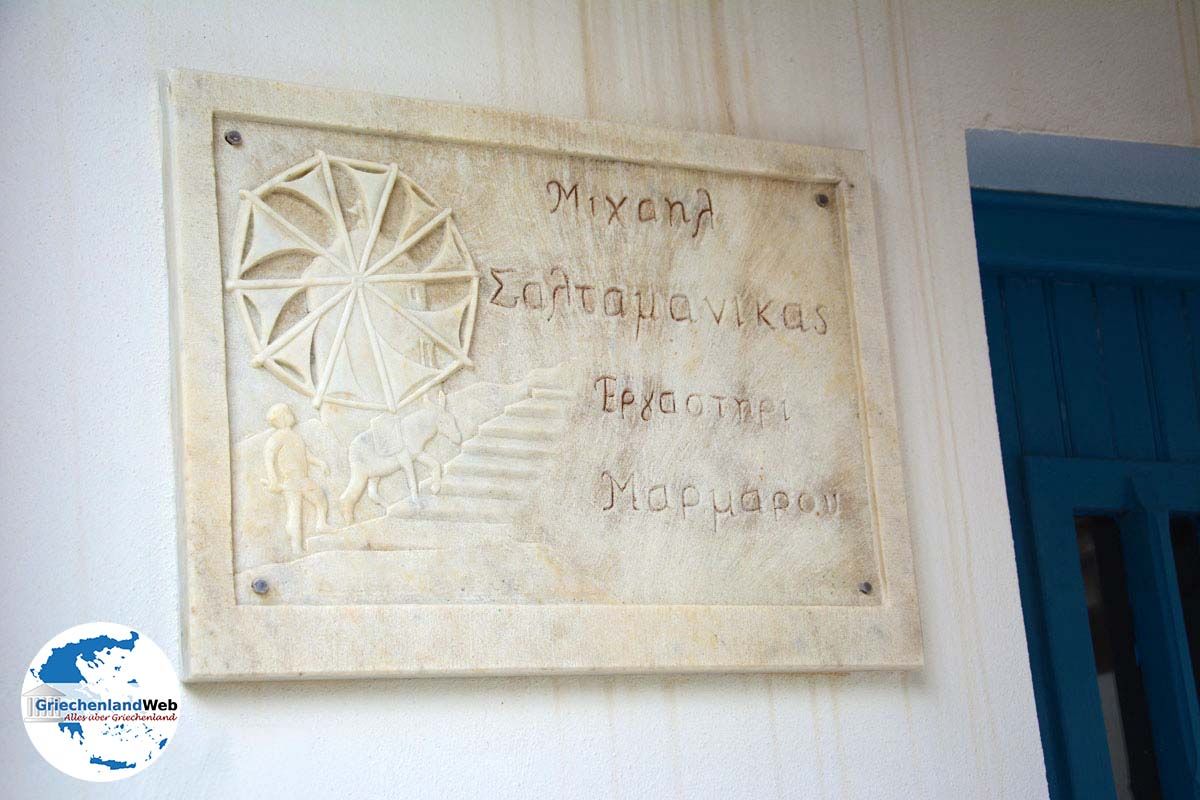 Μιχαηλ
Σαλταμανικας
Εργαστηρι
Μαρμαρου
GriechenlandWeb
Alles über Griechenland